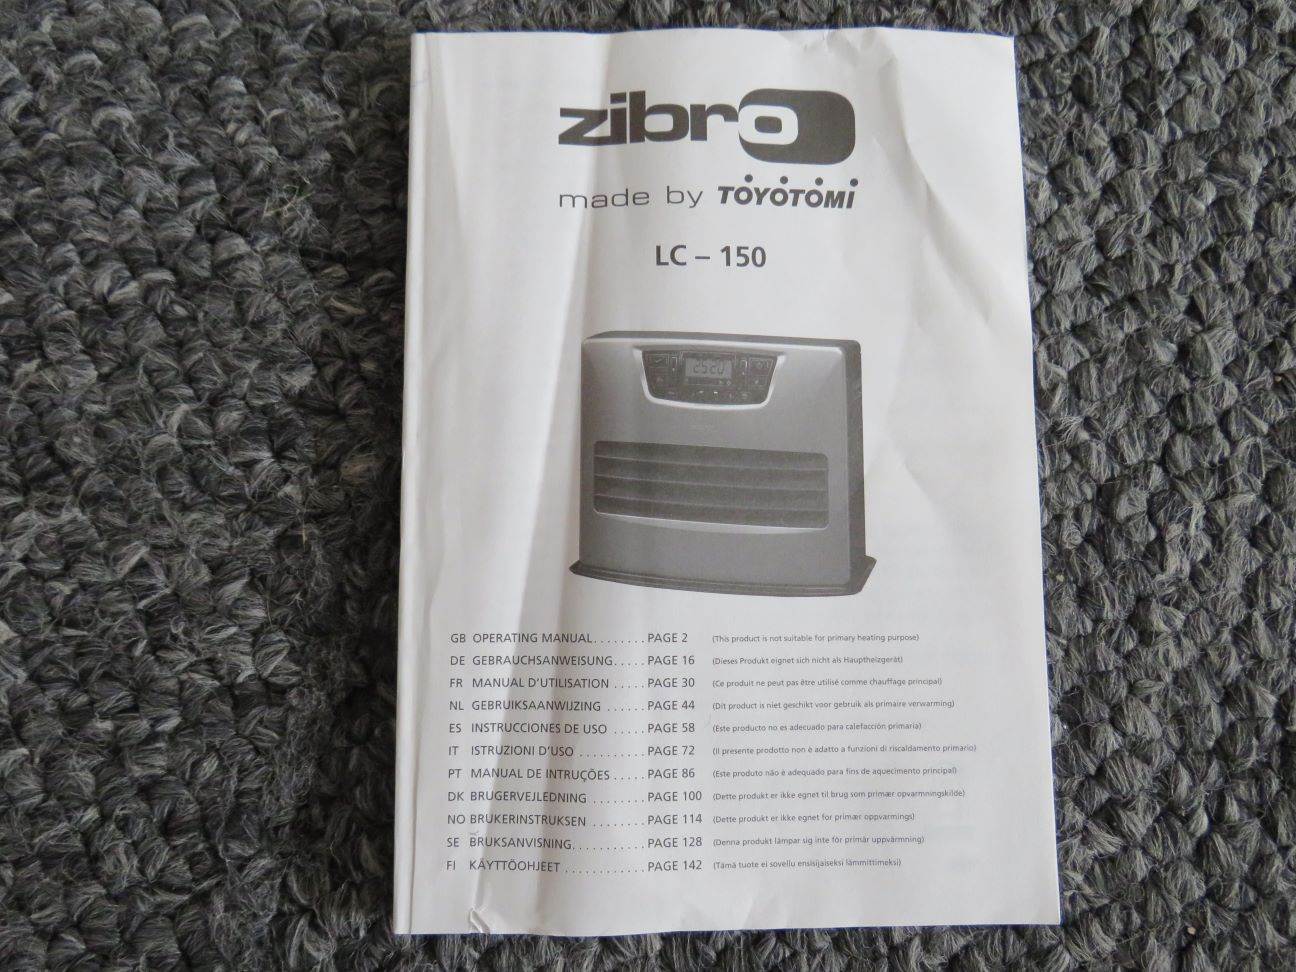 zibro
made by TOYOTOMI
LC – 150
GB OPERATING MANUAL........ PAGE 2 (This product is not suitable for primary heating purpose)
DE GEBRAUCHSANWEISUNG..... PAGE 16 (Dieses Produkt eignet sich nicht als Hauptheizgerät)
FR MANUAL D'UTILISATION ..... PAGE 30 (Ce produit ne peut pas être utilisé comme chauffage principal)
NL GEBRUIKSAANWIJZING ...... PAGE 44 (Dit product is niet geschikt voor gebruik als primaire verwarming)
ES INSTRUCCIONES DE USO ..... PAGE 58 (Este producto no es adecuado para calefacción primaria)
IT ISTRUZIONI D'USO .......... PAGE 72 (Il presente prodotto non è adatto a funzioni di riscaldamento primario)
PT MANUAL DE INTRUÇÕES ..... PAGE 86 (Este produto não è adequado para fins de aquecimento principal)
DK BRUGERVEJLEDNING ........ PAGE 100 (Dette produkt er ikke egnet til brug som primær opvarmningskilde)
NO BRUKERINSTRUKSEN ........ PAGE 114 (Dette produkt er ikke egnet for primær oppvarmings)
SE BRUKSANVISNING........... PAGE 128 (Denna produkt lämpar sig inte för primär uppvärmning)
FI KÄYTTÖOHJEET ............ PAGE 142 (Tämä tuote ei sovellu ensisijaiseksi lämmittimeksi)